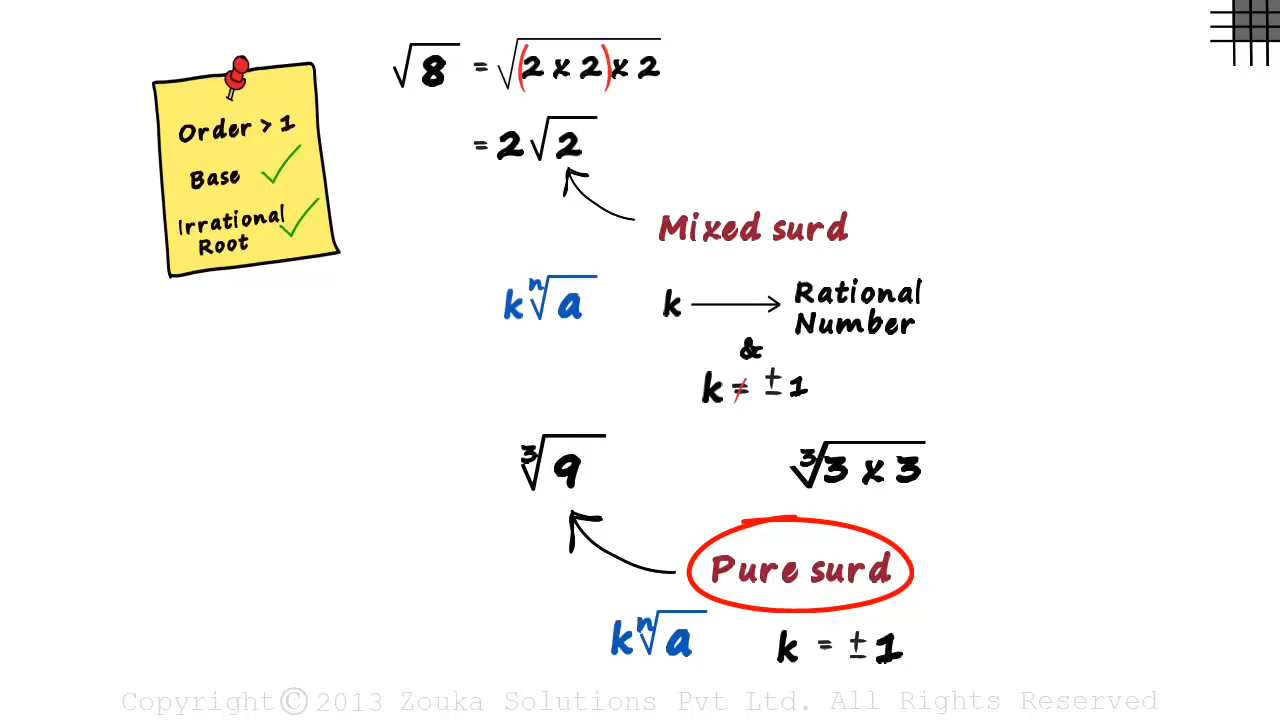 Order > 1
Base ✓
Irrational ✓
Root
√8 = √(2 x 2) x 2
= 2√2
Mixed surd
k ⁿ√a k → Rational
Number
&
k ≠ ± 1
³√9 ³√3 x 3
Pure surd
k ⁿ√a k = ± 1
Copyright © 2013 Zouka Solutions Pvt Ltd. All Rights Reserved